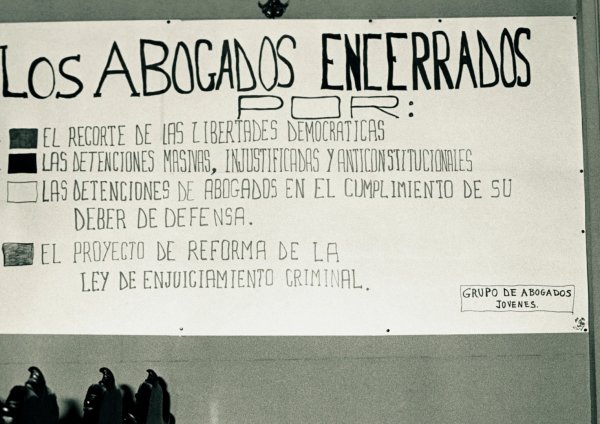 LOS ABOGADOS ENCERRADOS
POR:
EL RECORTE DE LAS LIBERTADES DEMOCRATICAS
LAS DETENCIONES MASIVAS, INJUSTIFICADAS Y ANTICONSTITUCIONALES
LAS DETENCIONES DE ABOGADOS EN EL CUMPLIMIENTO DE SU
DEBER DE DEFENSA.
EL PROYECTO DE REFORMA DE LA
LEY DE ENJUICIAMIENTO CRIMINAL.
GRUPO DE ABOGADOS
JOVENES.